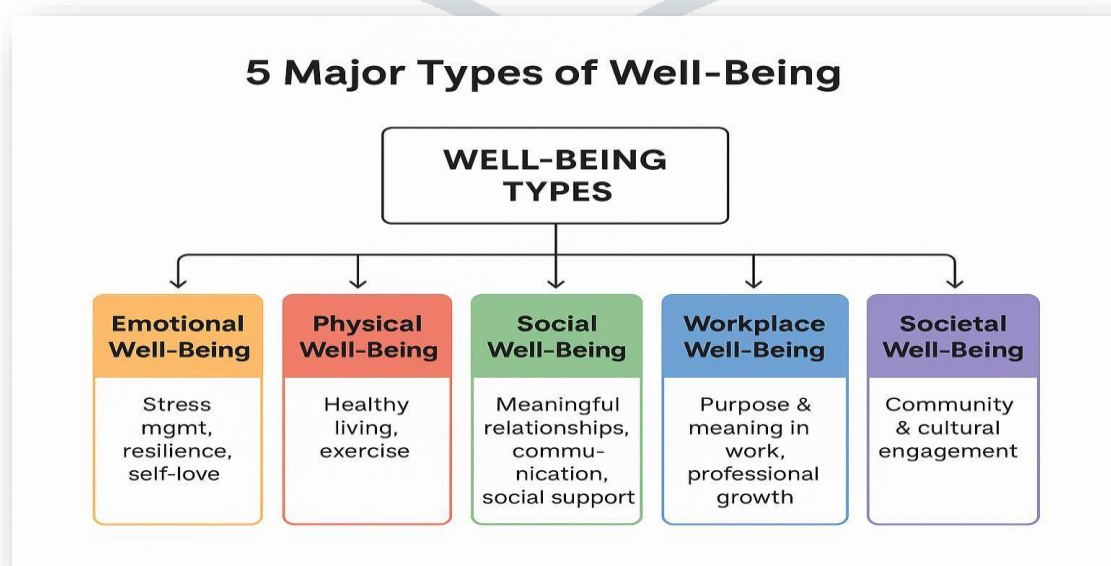 5 Major Types of Well-Being
WELL-BEING
TYPES
Emotional
Well-Being
Stress
mgmt,
resilience,
self-love
Physical
Well-Being
Healthy
living,
exercise
Social
Well-Being
Meaningful
relationships,
commu-
nication,
social support
Workplace
Well-Being
Purpose &
meaning in
work,
professional
growth
Societal
Well-Being
Community
& cultural
engagement